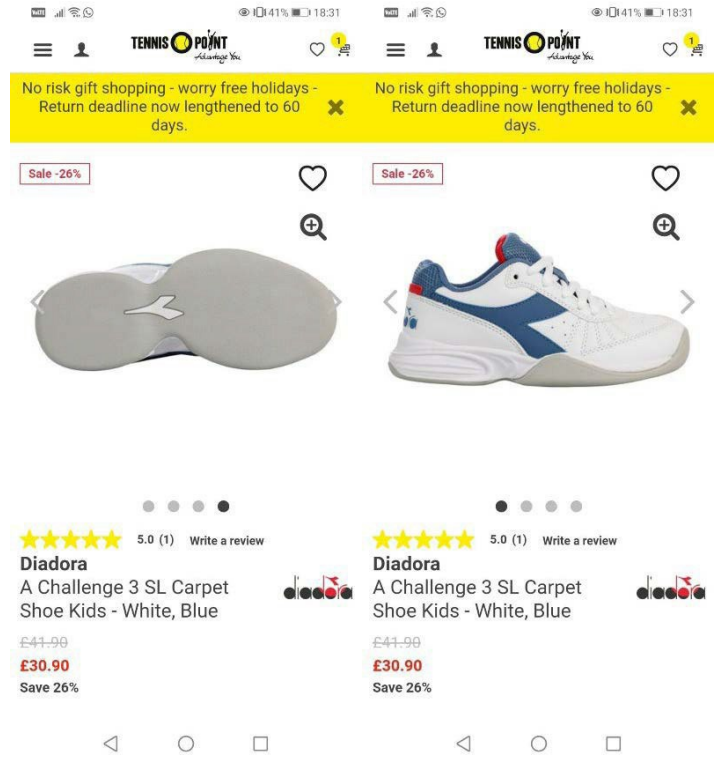 VoLTE 41% 18:31
TENNIS POINT
Advantage You
1
No risk gift shopping - worry free holidays -
Return deadline now lengthened to 60
days.
Sale -26%
5.0 (1) Write a review
Diadora
A Challenge 3 SL Carpet
Shoe Kids - White, Blue
diadora
£41.90
£30.90
Save 26%
VoLTE 41% 18:31
TENNIS POINT
Advantage You
1
No risk gift shopping - worry free holidays -
Return deadline now lengthened to 60
days.
Sale -26%
5.0 (1) Write a review
Diadora
A Challenge 3 SL Carpet
Shoe Kids - White, Blue
diadora
£41.90
£30.90
Save 26%